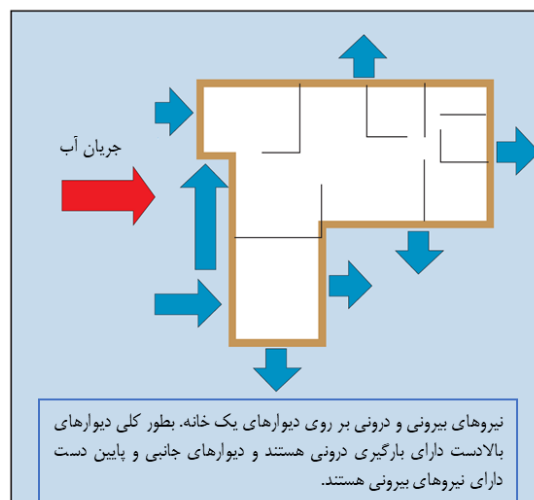 جریان آب
نیروهای بیرونی و درونی بر روی دیوارهای یک خانه. بطور کلی دیوارهای
بالادست دارای بارگیری درونی هستند و دیوارهای جانبی و پایین دست
دارای نیروهای بیرونی هستند.